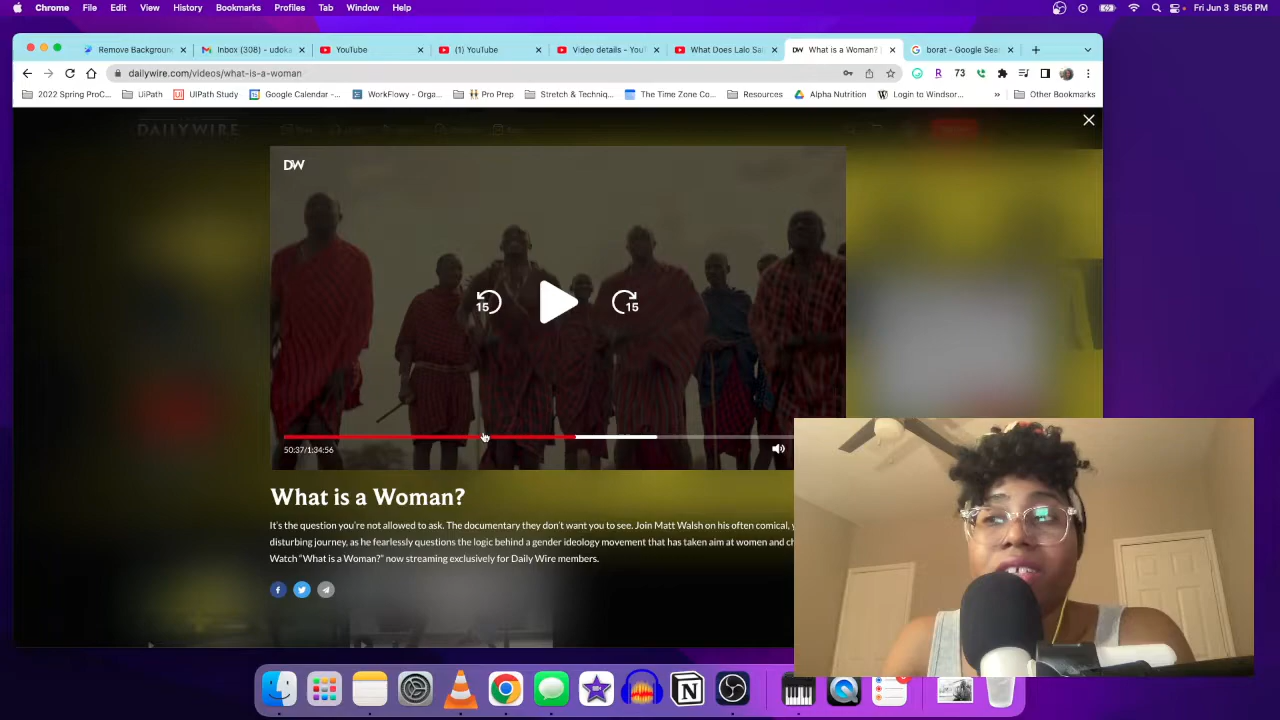 Chrome File Edit View History Bookmarks Profiles Tab Window Help Fri Jun 3 8:56 PM
Remove Backgroun Inbox (308) - udoka YouTube (1) YouTube Video details - You What Does Lalo Sal What is a Woman? borat - Google Sea
dailywire.com/videos/what-is-a-woman 73
2022 Spring ProC... UiPath UIPath Study Google Calendar -... WorkFlowy - Orga... Pro Prep Stretch & Techniq... The Time Zone Co... Resources Alpha Nutrition Login to Windsor... » Other Bookmarks
DAILYWIRE
DW
15 15
50:37/1:34:56
What is a Woman?
It's the question you're not allowed to ask. The documentary they don't want you to see. Join Matt Walsh on his often comical,
disturbing journey, as he fearlessly questions the logic behind a gender ideology movement that has taken aim at women and
Watch "What is a Woman?" now streaming exclusively for Daily Wire members.